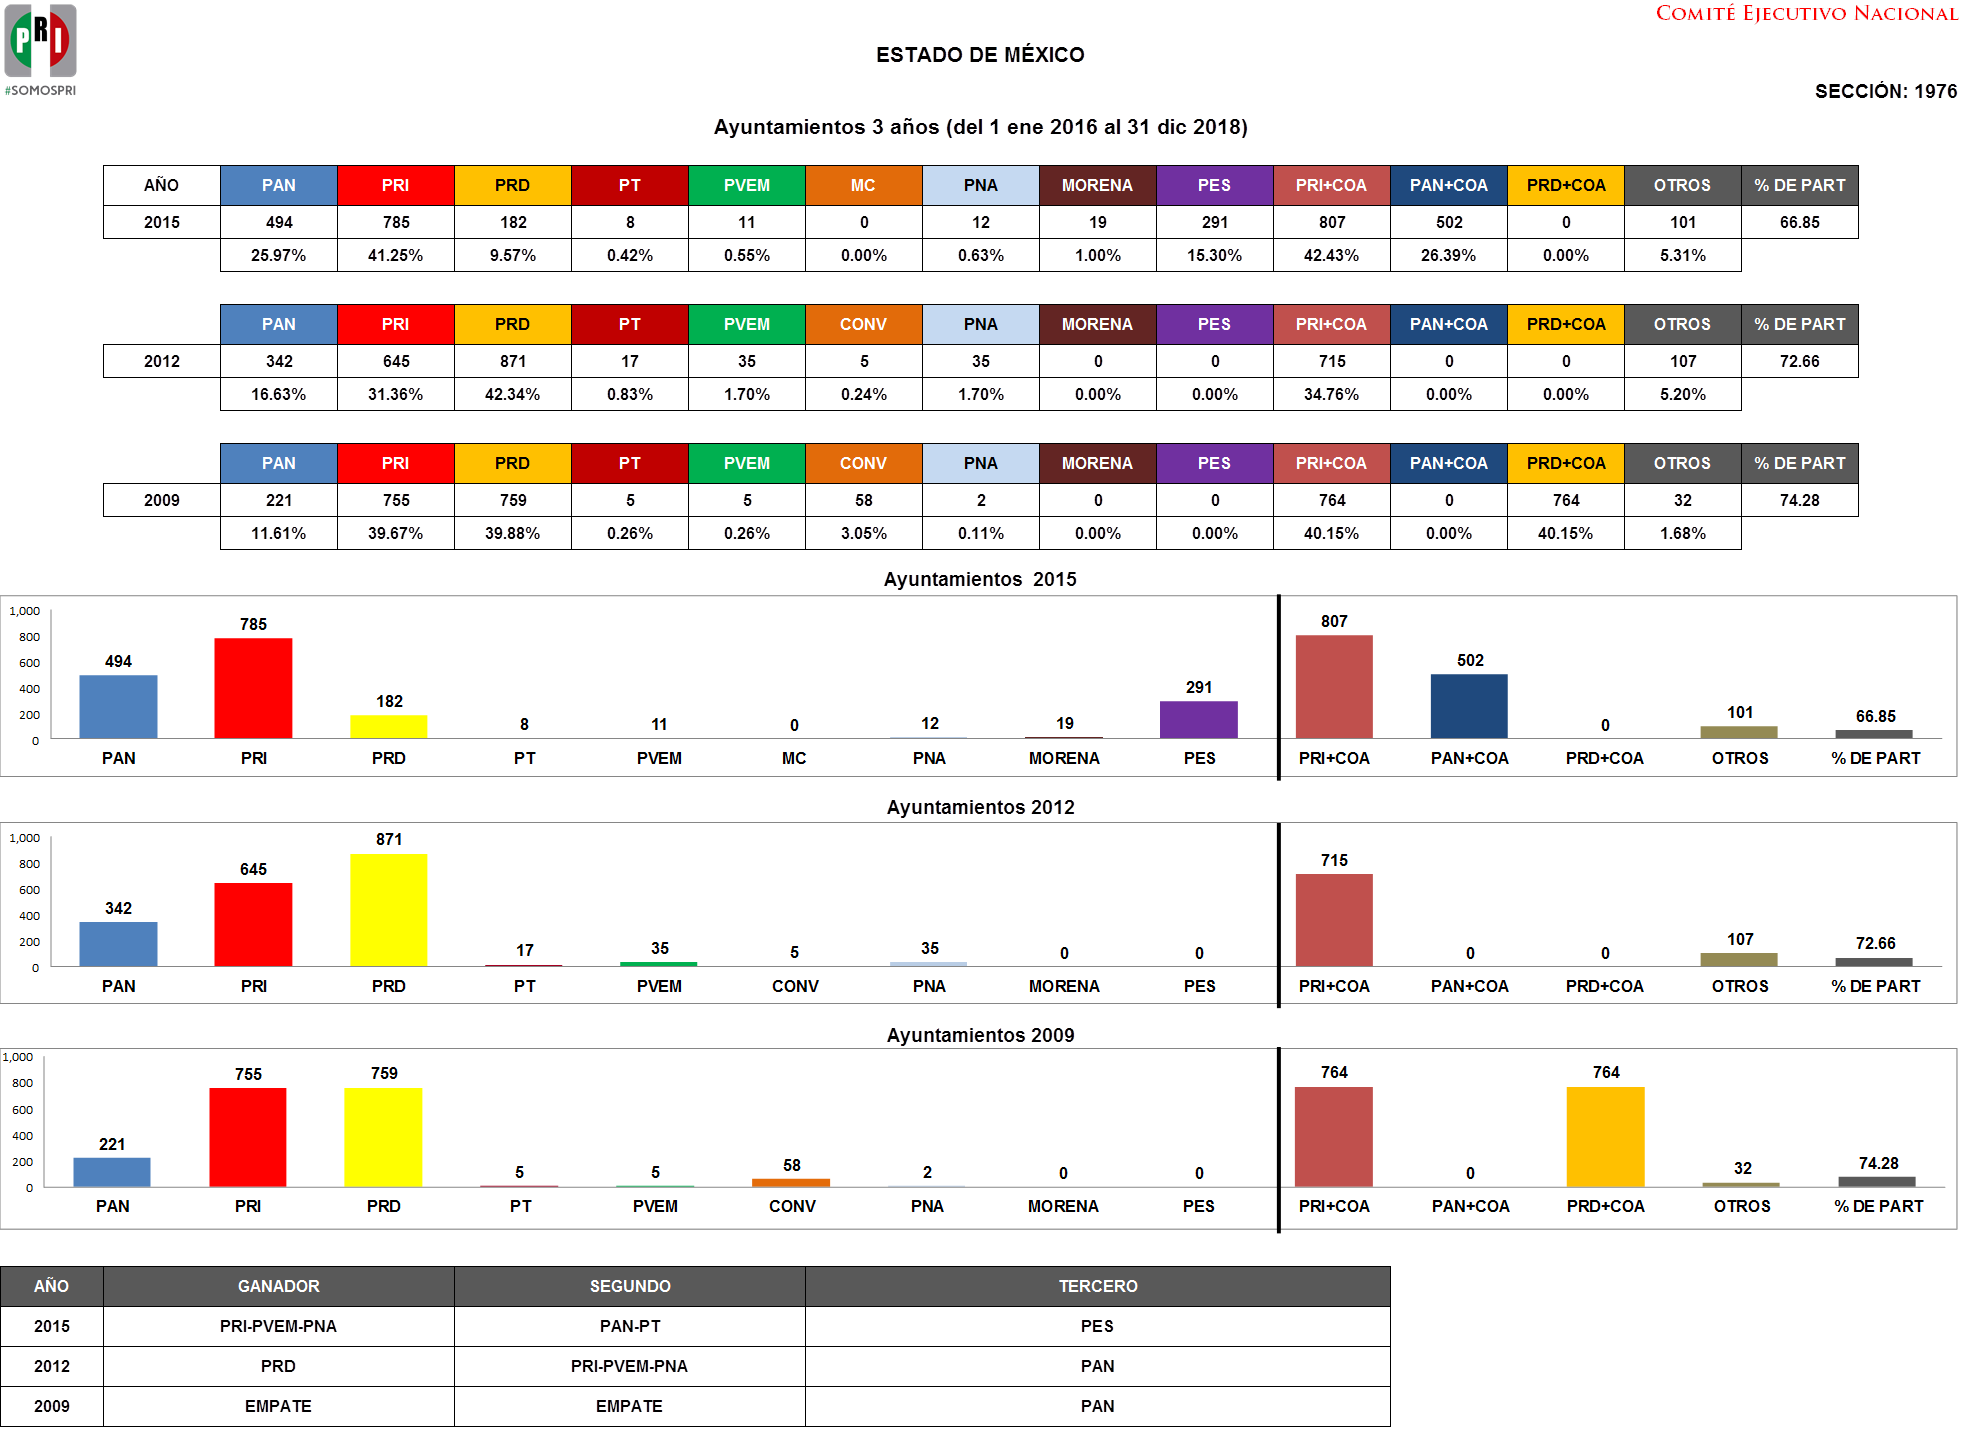 PRI
#SOMOSPRI
COMITÉ EJECUTIVO NACIONAL
ESTADO DE MÉXICO
SECCIÓN: 1976
Ayuntamientos 3 años (del 1 ene 2016 al 31 dic 2018)
AÑO PAN PRI PRD PT PVEM MC PNA MORENA PES PRI+COA PAN+COA PRD+COA OTROS % DE PART
2015 494 785 182 8 11 0 12 19 291 807 502 0 101 66.85
25.97% 41.25% 9.57% 0.42% 0.55% 0.00% 0.63% 1.00% 15.30% 42.43% 26.39% 0.00% 5.31%
PAN PRI PRD PT PVEM CONV PNA MORENA PES PRI+COA PAN+COA PRD+COA OTROS % DE PART
2012 342 645 871 17 35 5 35 0 0 715 0 0 107 72.66
16.63% 31.36% 42.34% 0.83% 1.70% 0.24% 1.70% 0.00% 0.00% 34.76% 0.00% 0.00% 5.20%
PAN PRI PRD PT PVEM CONV PNA MORENA PES PRI+COA PAN+COA PRD+COA OTROS % DE PART
2009 221 755 759 5 5 58 2 0 0 764 0 764 32 74.28
11.61% 39.67% 39.88% 0.26% 0.26% 3.05% 0.11% 0.00% 0.00% 40.15% 0.00% 40.15% 1.68%
Ayuntamientos 2015
1,000
800
600
400
200
0
494 785 182 8 11 0 12 19 291 807 502 0 101 66.85
PAN PRI PRD PT PVEM MC PNA MORENA PES PRI+COA PAN+COA PRD+COA OTROS % DE PART
Ayuntamientos 2012
1,000
800
600
400
200
0
342 645 871 17 35 5 35 0 0 715 0 0 107 72.66
PAN PRI PRD PT PVEM CONV PNA MORENA PES PRI+COA PAN+COA PRD+COA OTROS % DE PART
Ayuntamientos 2009
1,000
800
600
400
200
0
221 755 759 5 5 58 2 0 0 764 0 764 32 74.28
PAN PRI PRD PT PVEM CONV PNA MORENA PES PRI+COA PAN+COA PRD+COA OTROS % DE PART
AÑO GANADOR SEGUNDO TERCERO
2015 PRI-PVEM-PNA PAN-PT PES
2012 PRD PRI-PVEM-PNA PAN
2009 EMPATE EMPATE PAN